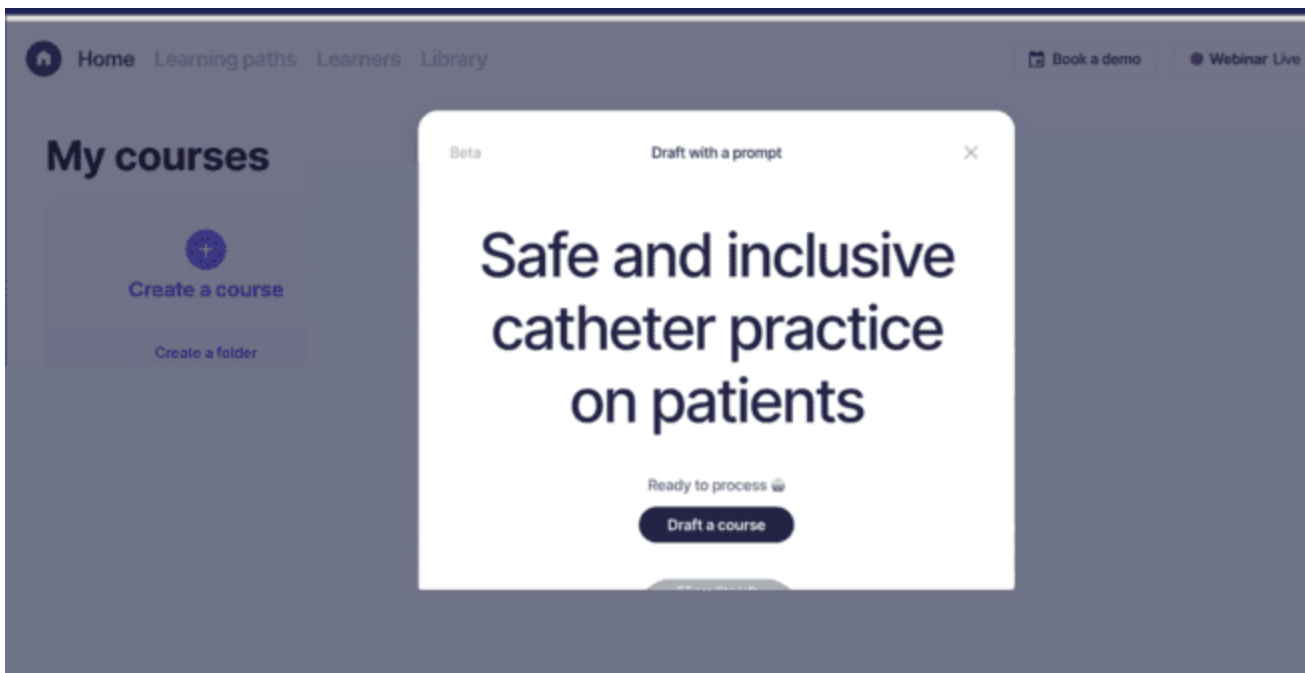 Home Learning paths Learners Library
Book a demo
Webinar Live
My courses
Create a course
Create a folder
Beta
Draft with a prompt
Safe and inclusive
catheter practice
on patients
Ready to process
Draft a course